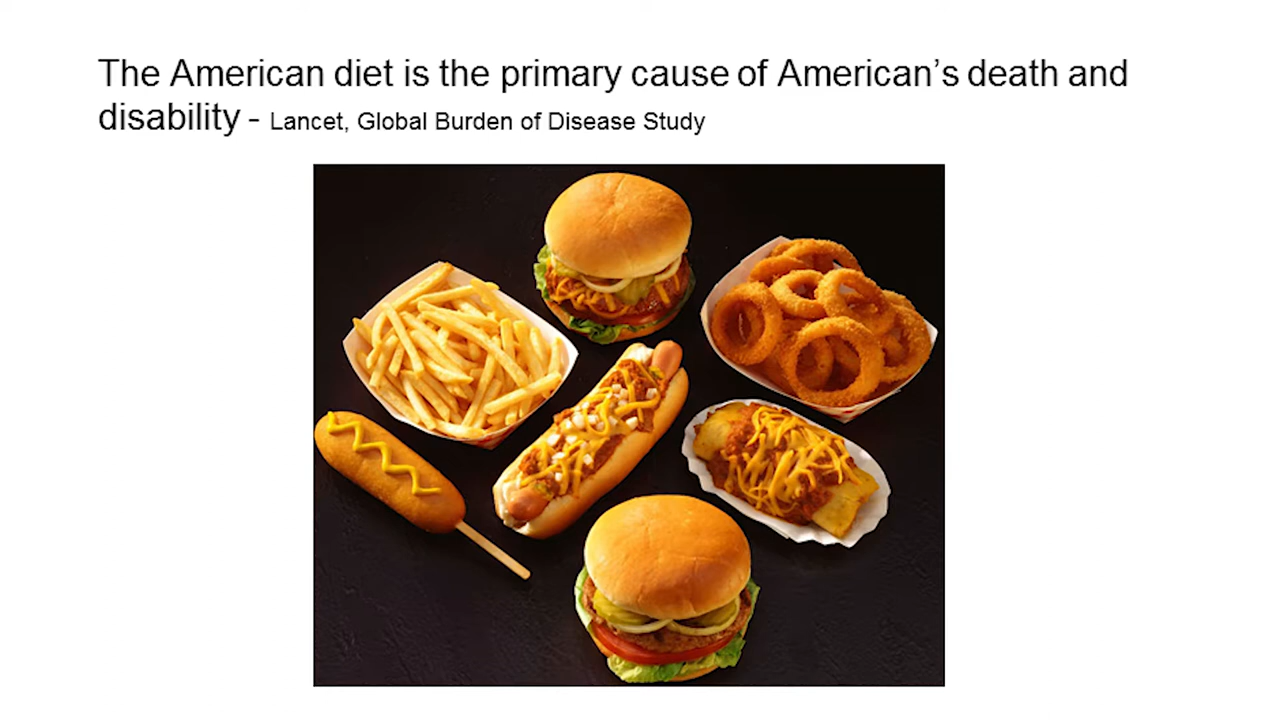 The American diet is the primary cause of American’s death and
disability - Lancet, Global Burden of Disease Study